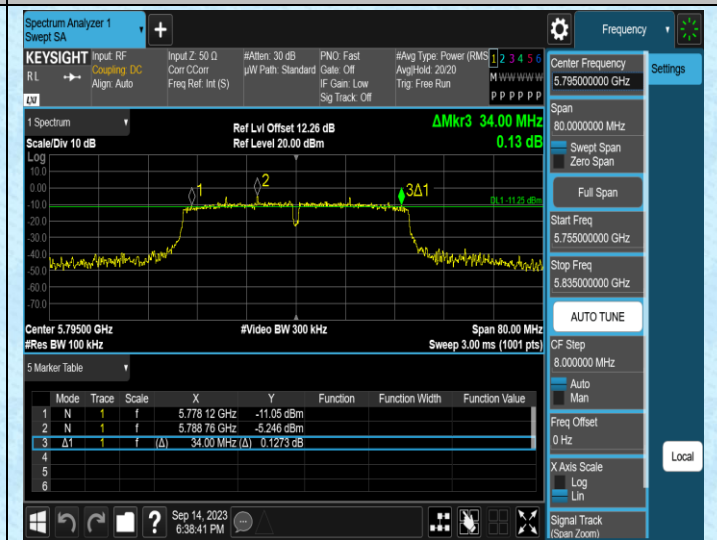 Spectrum Analyzer 1
Swept SA
Frequency
KEYSIGHT
RL
LXI
Input: RF
Coupling: DC
Align: Auto
Input Z: 50 Ω
Corr CCorr
Freq Ref: Int (S)
#Atten: 30 dB
µW Path: Standard
PNO: Fast
Gate: Off
IF Gain: Low
Sig Track: Off
#Avg Type: Power (RMS
Avg|Hold: 20/20
Trig: Free Run
1 2 3 4 5 6
M W W W W W
P P P P P P
1 Spectrum
Scale/Div 10 dB
Ref Lvl Offset 12.26 dB
Ref Level 20.00 dBm
ΔMkr3 34.00 MHz
0.13 dB
Log
10.0
0.00
-10.0
-20.0
-30.0
-40.0
-50.0
-60.0
-70.0
1
2
3Δ1
DL1 -11.25 dBm
Center 5.79500 GHz
#Video BW 300 kHz
Span 80.00 MHz
#Res BW 100 kHz
Sweep 3.00 ms (1001 pts)
5 Marker Table
Mode Trace Scale X Y Function Function Width Function Value
1 N 1 f 5.778 12 GHz -11.05 dBm
2 N 1 f 5.788 76 GHz -5.246 dBm
3 Δ1 1 f (Δ) 34.00 MHz (Δ) 0.1273 dB
4
5
6
Sep 14, 2023
6:38:41 PM
Center Frequency
5.795000000 GHz
Settings
Span
80.0000000 MHz
Swept Span
Zero Span
Full Span
Start Freq
5.755000000 GHz
Stop Freq
5.835000000 GHz
AUTO TUNE
CF Step
8.000000 MHz
Auto
Man
Freq Offset
0 Hz
Local
X Axis Scale
Log
Lin
Signal Track
(Span Zoom)